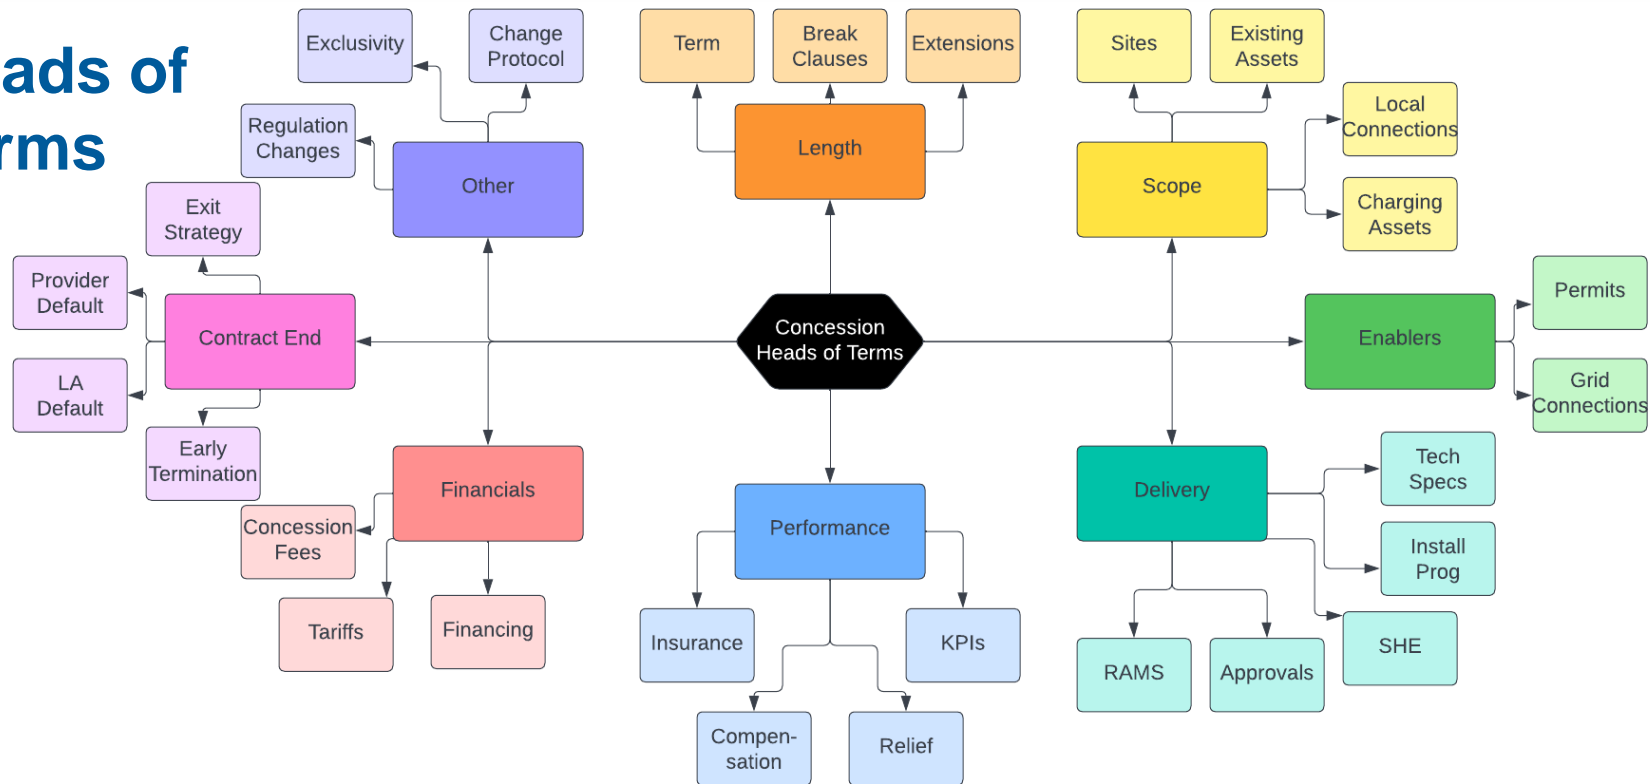 ads of
rms
Exclusivity
Change
Protocol
Regulation
Changes
Other
Term
Break
Clauses
Extensions
Length
Sites
Existing
Assets
Local
Connections
Charging
Assets
Scope
Exit
Strategy
Provider
Default
LA
Default
Early
Termination
Contract End
Concession
Heads of Terms
Enablers
Permits
Grid
Connections
Financials
Concession
Fees
Tariffs
Financing
Performance
Insurance
KPIs
Compen-
sation
Relief
Delivery
Tech
Specs
Install
Prog
SHE
RAMS
Approvals